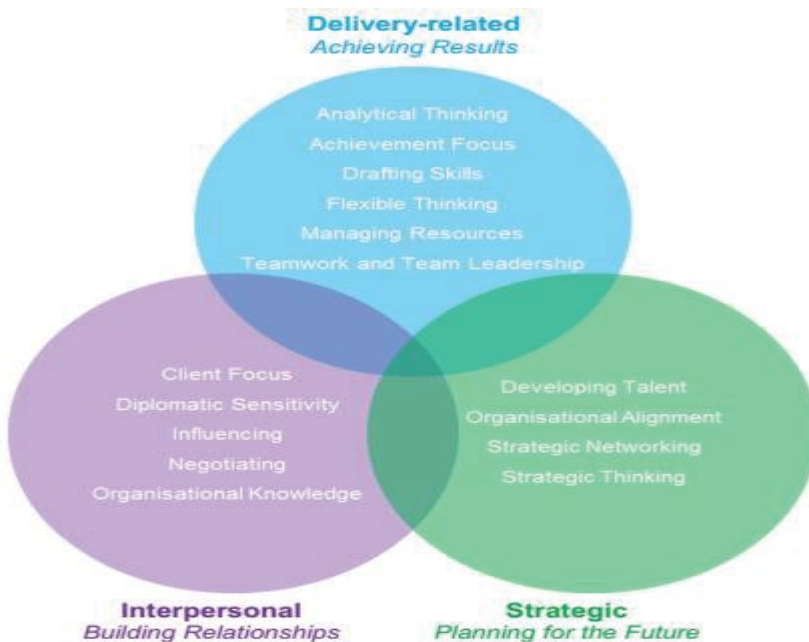 Delivery-related
Achieving Results
Analytical Thinking
Achievement Focus
Drafting Skills
Flexible Thinking
Managing Resources
Teamwork and Team Leadership
Client Focus
Diplomatic Sensitivity
Influencing
Negotiating
Organisational Knowledge
Developing Talent
Organisational Alignment
Strategic Networking
Strategic Thinking
Interpersonal
Building Relationships
Strategic
Planning for the Future